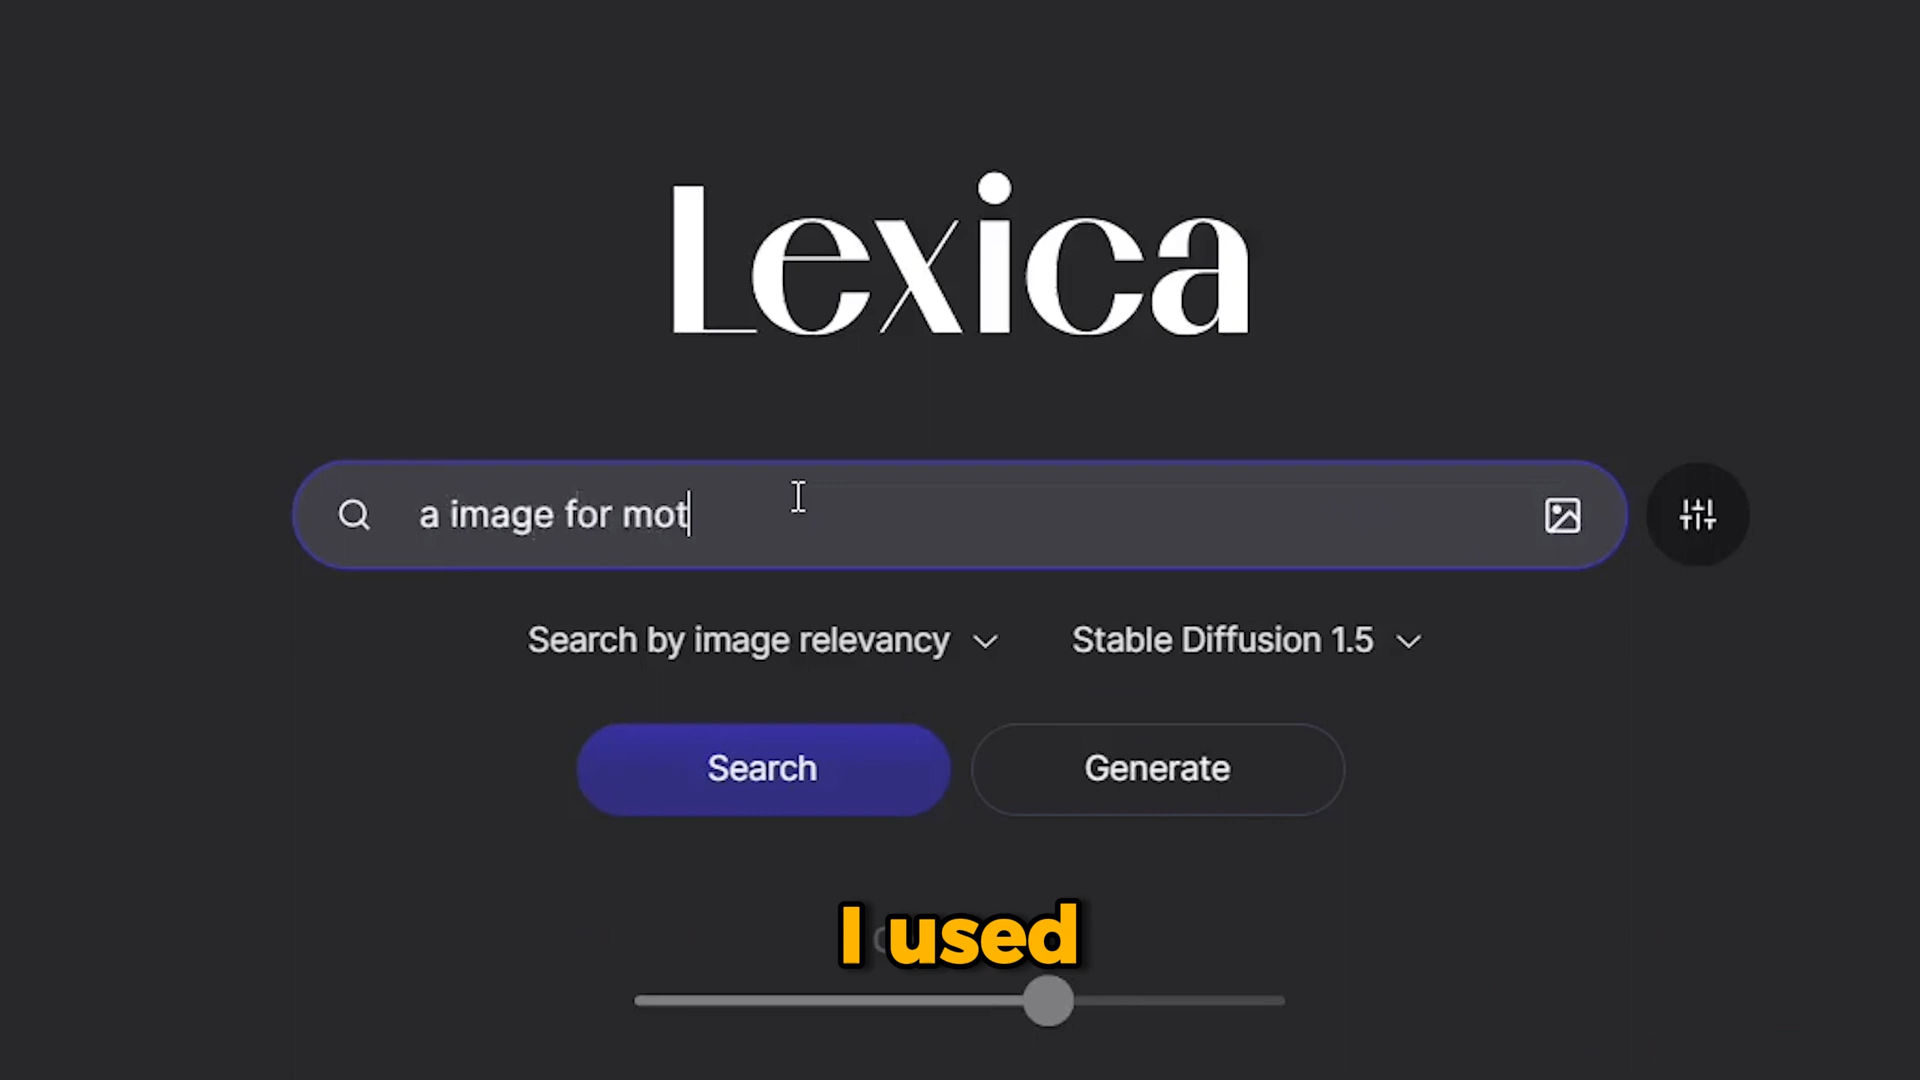 Lexica
a image for mot
Search by image relevancy
Stable Diffusion 1.5
Search
Generate
I used